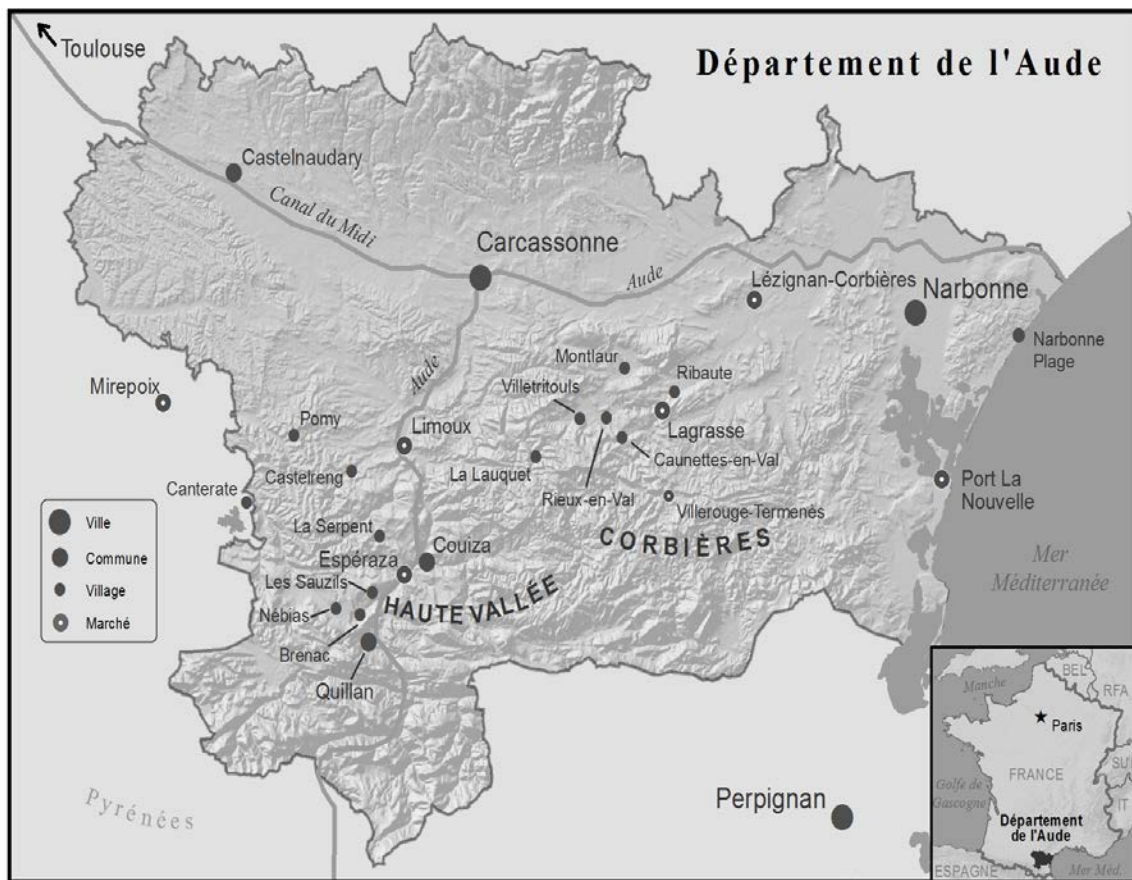 Département de l'Aude
Toulouse
Castelnaudary
Canal du Midi
Carcassonne
Aude
Lézignan-Corbières
Narbonne
Narbonne
Plage
Montlaur
Ribaute
Villetritouls
Mirepoix
Aude
Pomy
Limoux
Lagrasse
Caunettes-en-Val
Castelreng
La Lauquet
Canterate
Rieux-en-Val
Villerouge-Termenès
Port La
Nouvelle
Ville
Commune
Village
Marché
La Serpent
Couiza
CORBIÈRES
Espéraza
Les Sauzils
HAUTE VALLÉE
Nébias
Brenac
Quillan
Mer
Méditerranée
Pyrénées
Perpignan
Manche
BEL
RFA
Paris
FRANCE
SUI
Golfe de
Gascogne
IT
Département
de l'Aude
ESPAGNE
Mer Méd.